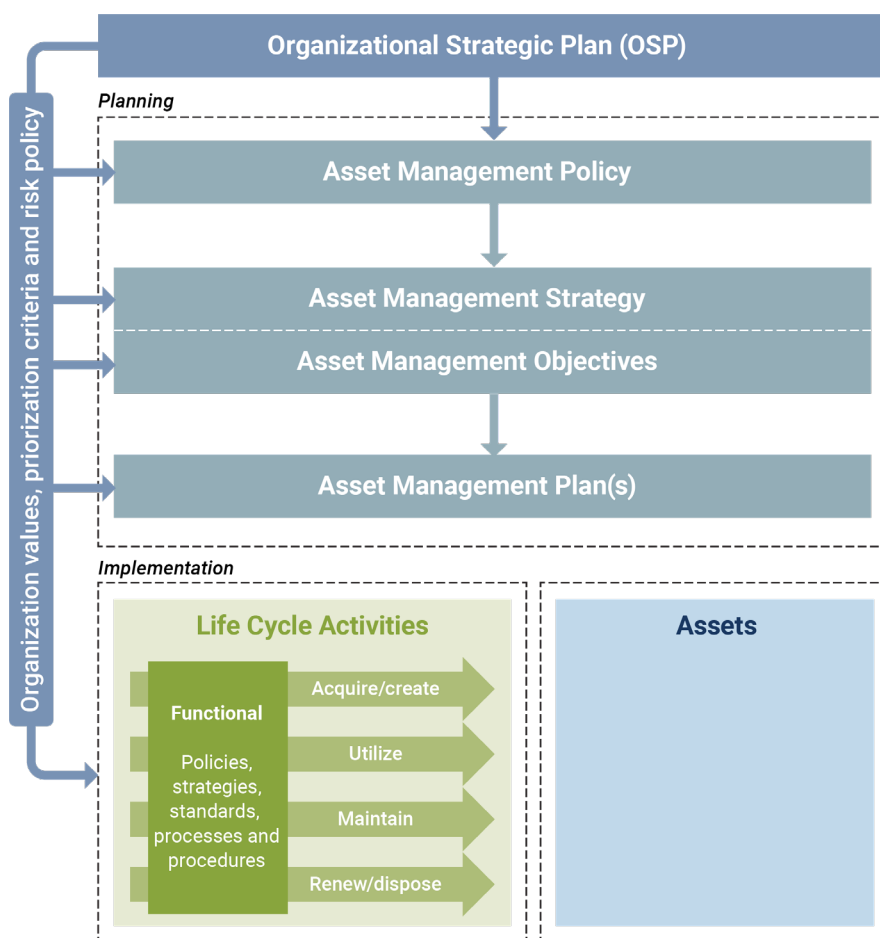 Organizational Strategic Plan (OSP)
Organization values, priorization criteria and risk policy
Planning
Asset Management Policy
Asset Management Strategy
Asset Management Objectives
Asset Management Plan(s)
Implementation
Life Cycle Activities
Functional
Policies,
strategies,
standards,
processes and
procedures
Acquire/create
Utilize
Maintain
Renew/dispose
Assets